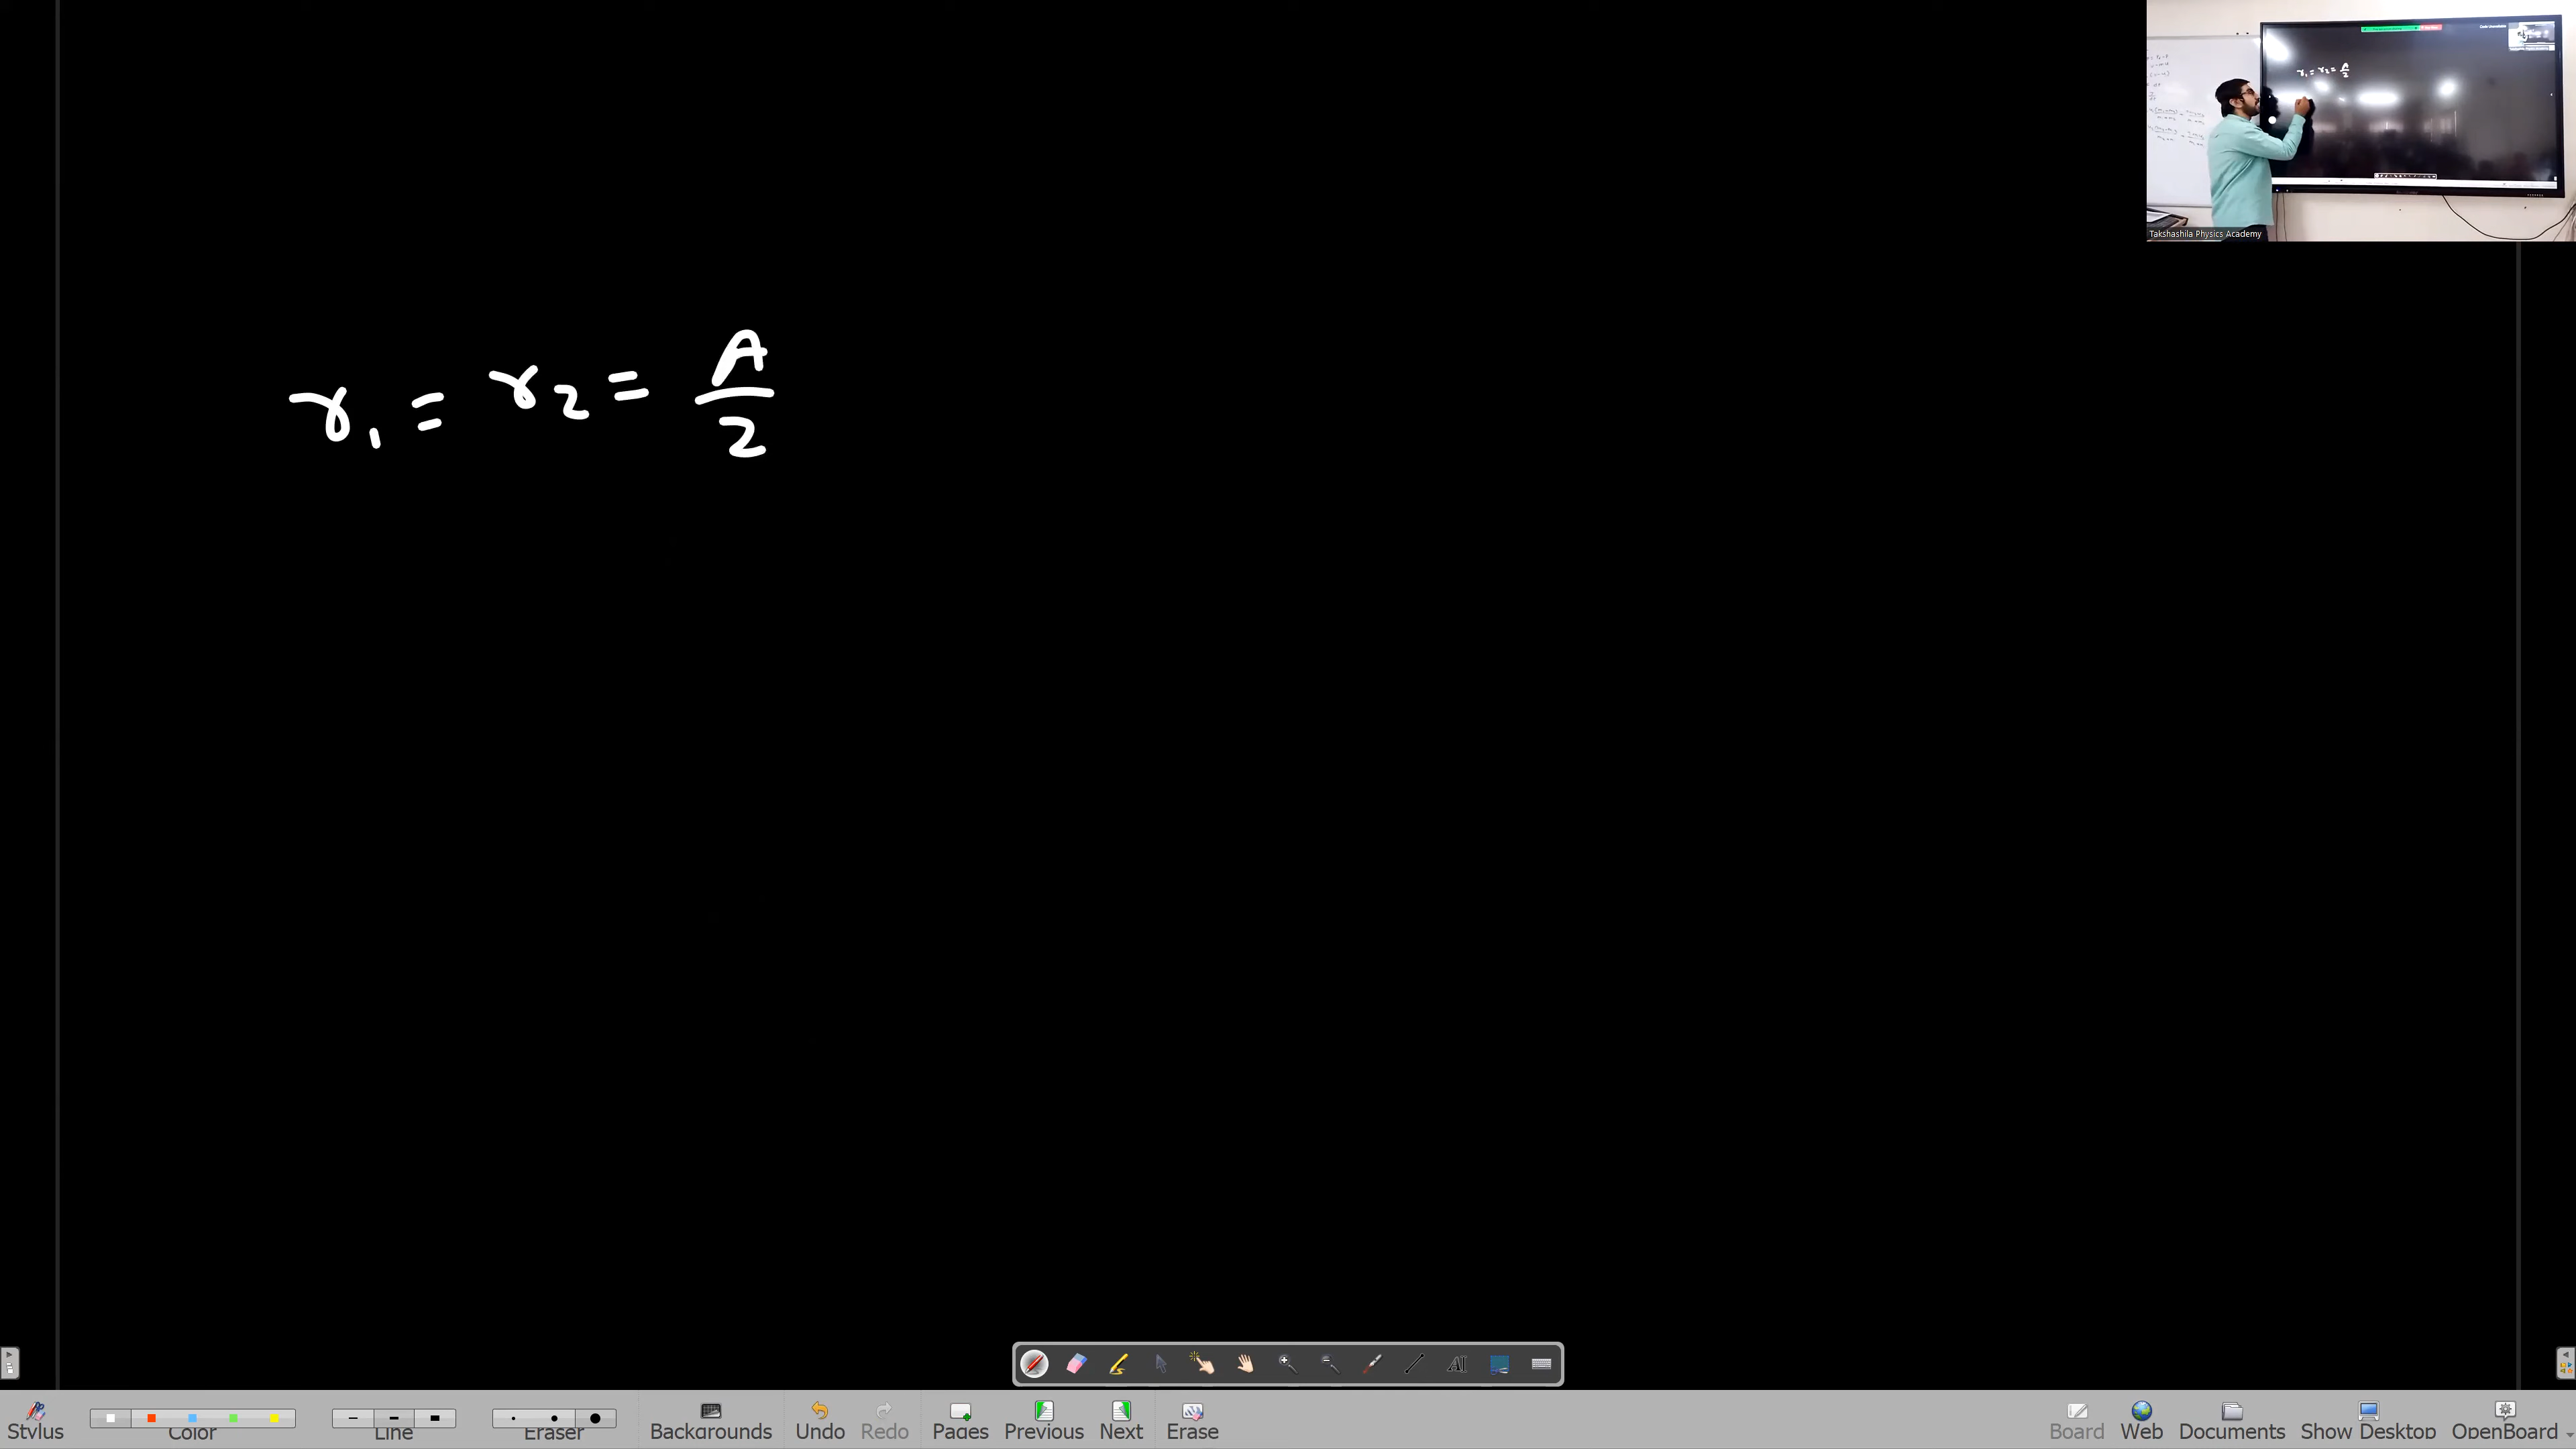 Takshashila Physics Academy
r₁ = r₂ = A/2
Stylus Color Line Eraser Backgrounds Undo Redo Pages Previous Next Erase Board Web Documents Show Desktop OpenBoard